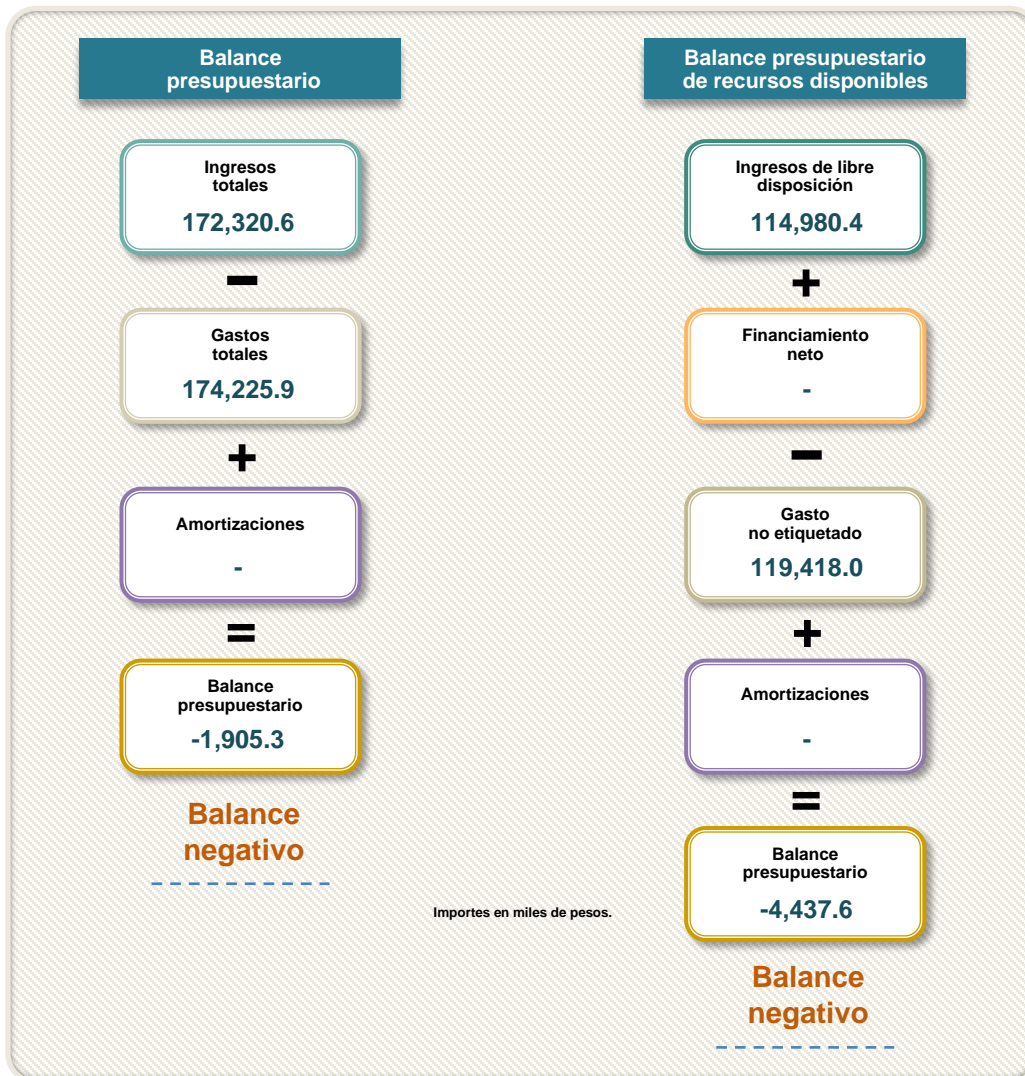 Balance
presupuestario
Ingresos
totales
172,320.6
−
Gastos
totales
174,225.9
+
Amortizaciones
-
=
Balance
presupuestario
-1,905.3
Balance
negativo
Balance presupuestario
de recursos disponibles
Ingresos de libre
disposición
114,980.4
+
Financiamiento
neto
-
−
Gasto
no etiquetado
119,418.0
+
Amortizaciones
-
=
Balance
presupuestario
-4,437.6
Balance
negativo
Importes en miles de pesos.